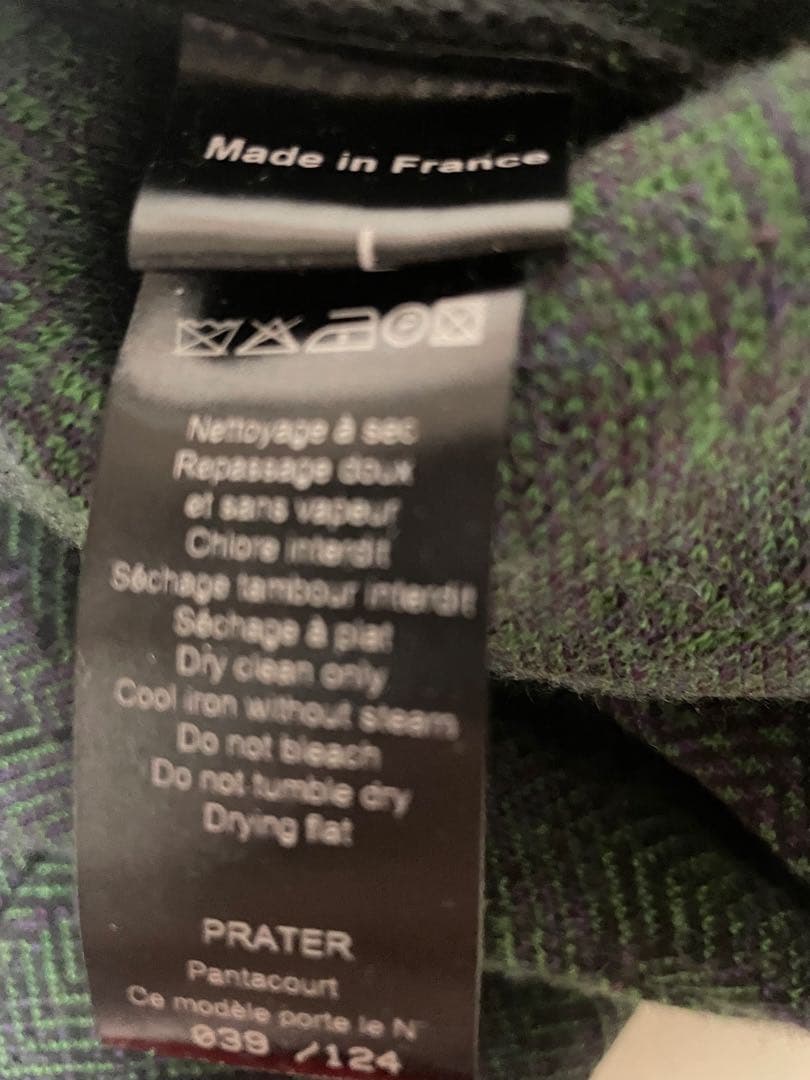 Made in France
Nettoyage à sec
Repassage doux
et sans vapeur
Chlore interdit
Séchage tambour interdit
Séchage à plat
Dry clean only
Cool iron without steam
Do not bleach
Do not tumble dry
Drying flat
PRATER
Pantacourt
Ce modèle porte le N°
039 /124